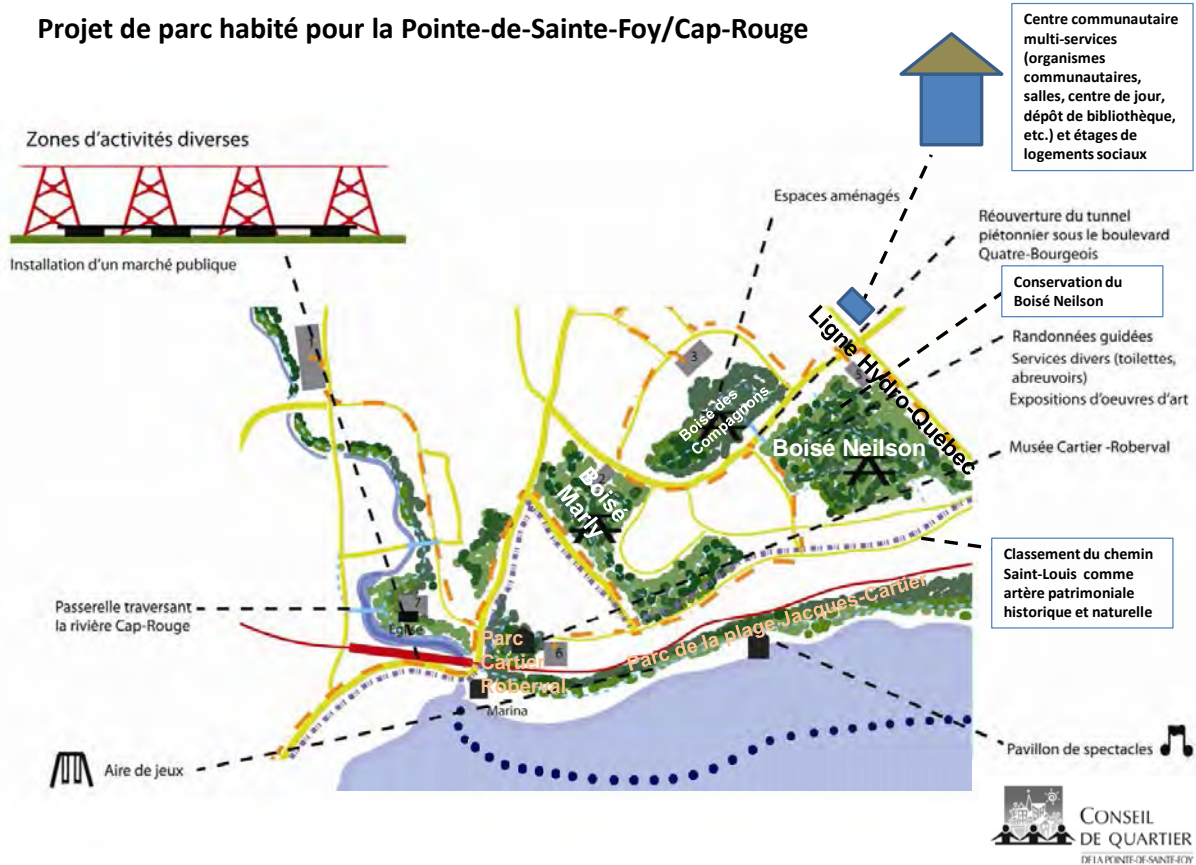 Projet de parc habité pour la Pointe-de-Sainte-Foy/Cap-Rouge
Centre communautaire
multi-services
(organismes
communautaires,
salles, centre de jour,
dépôt de bibliothèque,
etc.) et étages de
logements sociaux
Zones d'activités diverses
Installation d'un marché publique
Espaces aménagés
Réouverture du tunnel
piétonnier sous le boulevard
Quatre-Bourgeois
Conservation du
Boisé Neilson
Randonnées guidées
Services divers (toilettes,
abreuvoirs)
Expositions d'oeuvres d'art
Musée Cartier -Roberval
Ligne Hydro-Québec
3
5
Boisé des
Compagnons
Boisé Neilson
2
Boisé
Marly
Classement du chemin
Saint-Louis comme
artère patrimoniale
historique et naturelle
Passerelle traversant
la rivière Cap-Rouge
7
Église
Parc
Cartier
Roberval
6
Parc de la plage Jacques-Cartier
Marina
Aire de jeux
Pavillon de spectacles
CONSEIL
DE QUARTIER
DE LA POINTE-DE-SAINTE-FOY